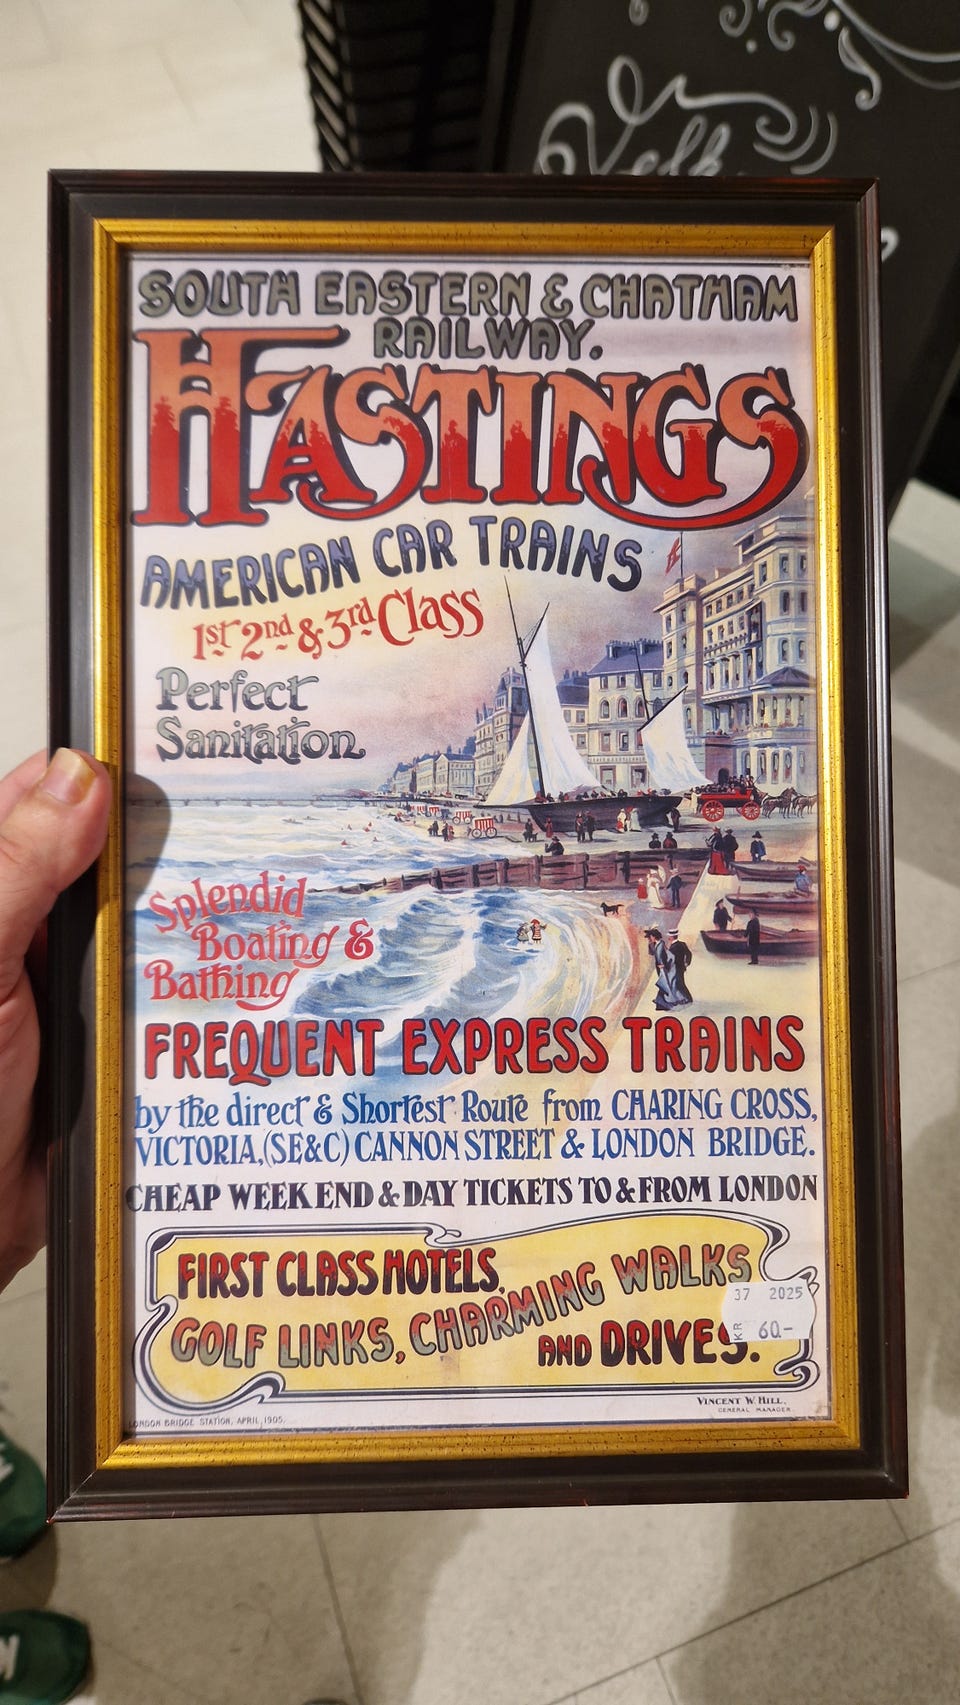 SOUTH EASTERN & CHATHAM
RAILWAY.
HASTINGS
AMERICAN CAR TRAINS
1st 2nd & 3rd Class
Perfect
Sanitation
Splendid
Boating &
Bathing
FREQUENT EXPRESS TRAINS
by the direct & Shortest Route from CHARING CROSS,
VICTORIA,(SE&C) CANNON STREET & LONDON BRIDGE.
CHEAP WEEK END & DAY TICKETS TO & FROM LONDON
FIRST CLASS HOTELS,
GOLF LINKS, CHARMING WALKS
AND DRIVES.
37 2025
KR 60.-
VINCENT W. HILL,
GENERAL MANAGER.
LONDON BRIDGE STATION, APRIL, 1905.